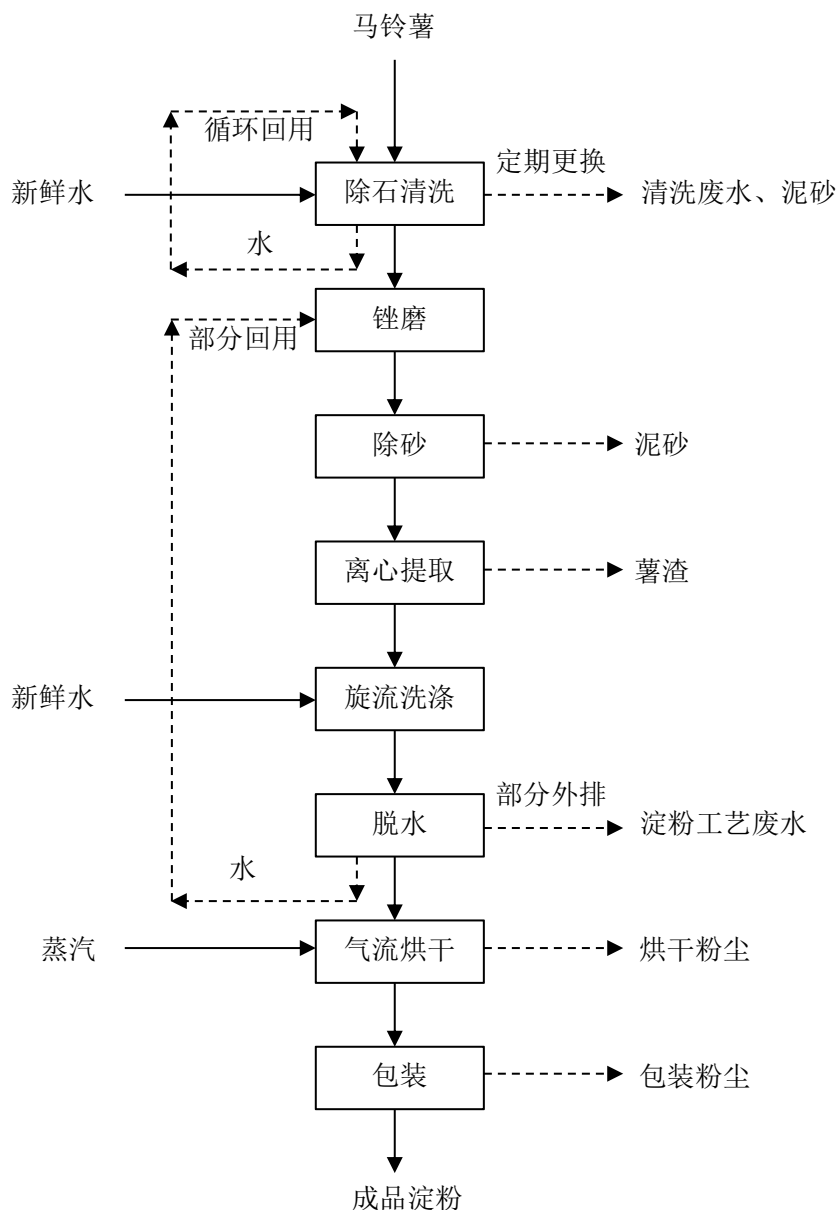 马铃薯
循环回用
定期更换
新鲜水
除石清洗
清洗废水、泥砂
水
锉磨
部分回用
除砂
泥砂
离心提取
薯渣
新鲜水
旋流洗涤
部分外排
脱水
淀粉工艺废水
水
蒸汽
气流烘干
烘干粉尘
包装
包装粉尘
成品淀粉